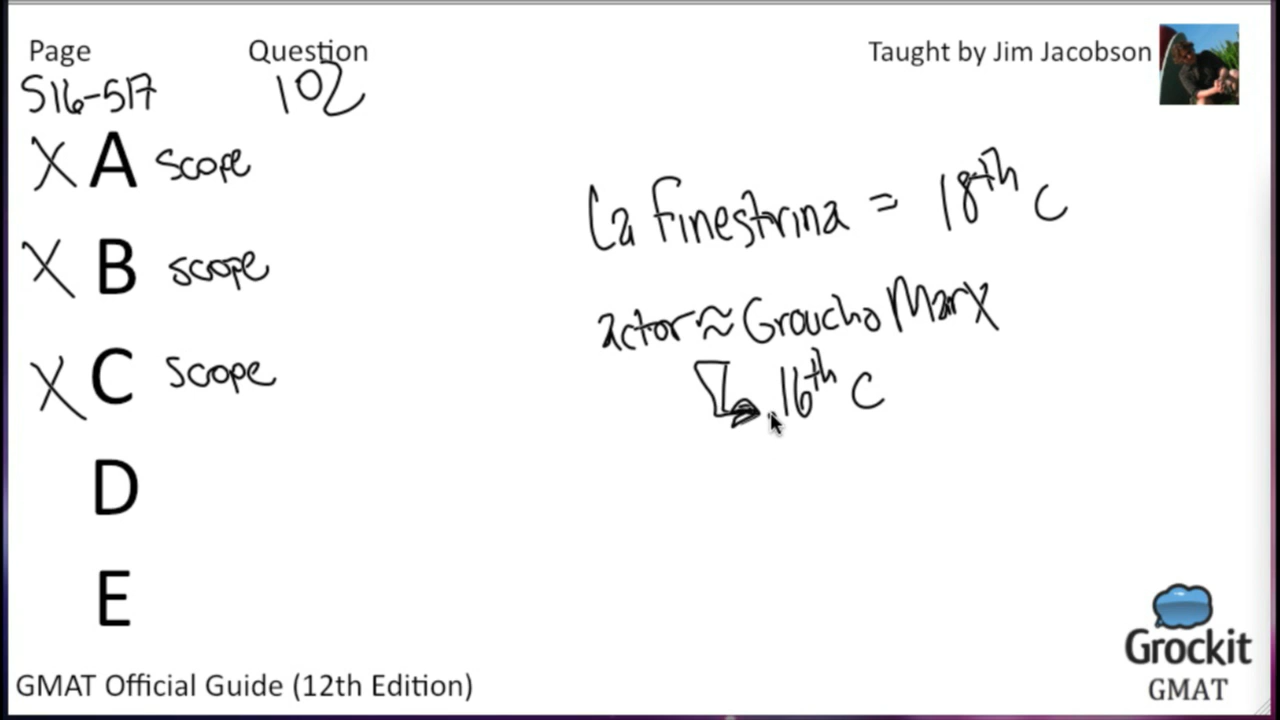 Page Question Taught by Jim Jacobson
516-517 102
X A scope
La Finestrina = 18th C
X B scope
actor ≈ Groucho Marx
X C scope
16th C
D
E
Grockit
GMAT
GMAT Official Guide (12th Edition)